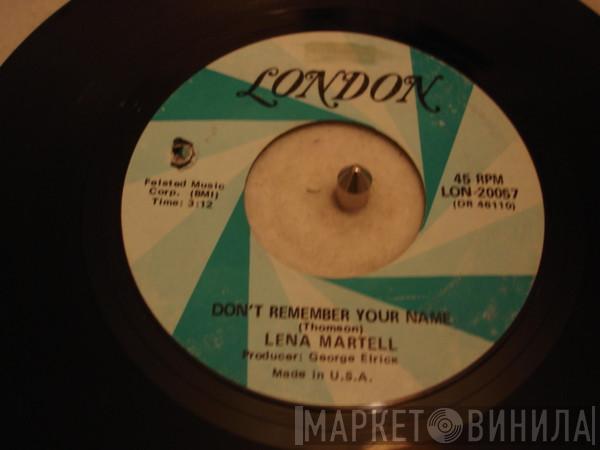 LONDON
Felsted Music
Corp. (BMI)
Time: 3:12
45 RPM
LON-20057
(DR 46110)
DON'T REMEMBER YOUR NAME
(Thomson)
LENA MARTELL
Producer: George Elrick
Made in U.S.A.
МАРКЕТ ВИНИЛА